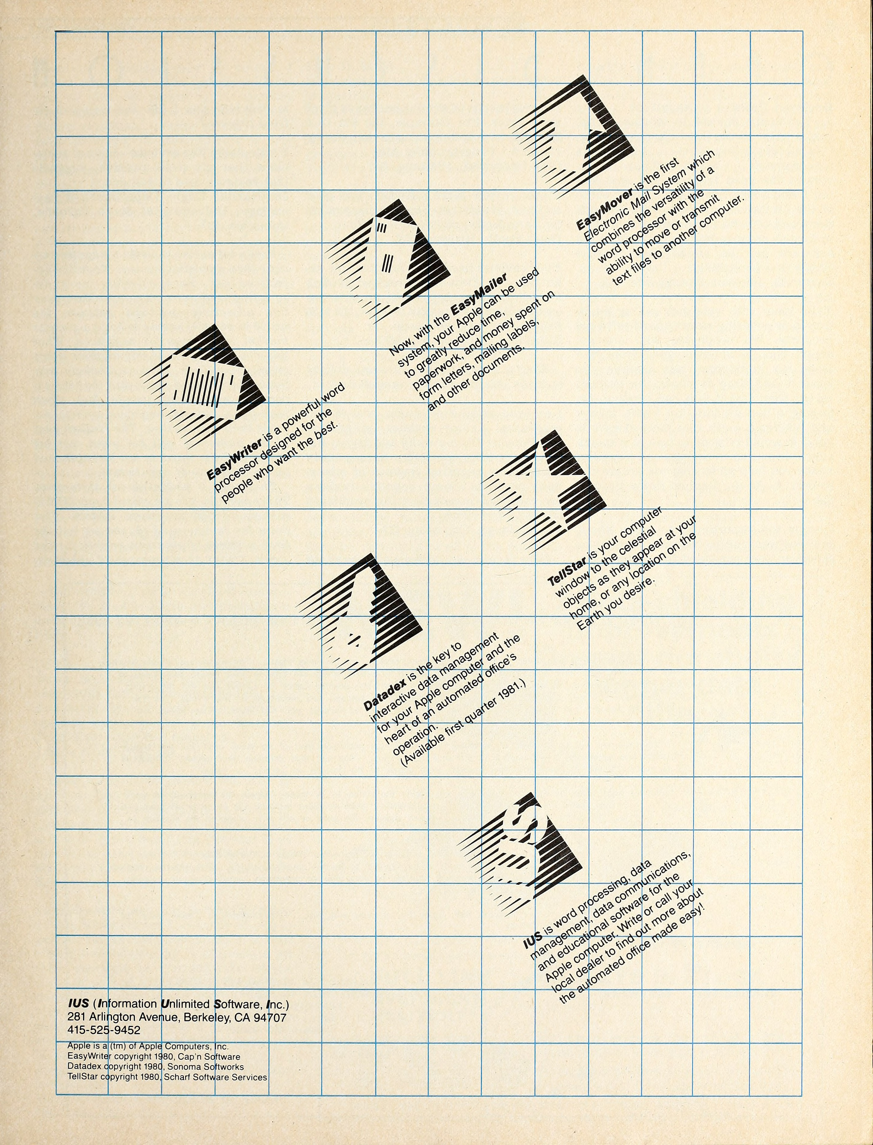 EasyMover is the first
Electronic Mail System which
combines the versatility of a
word processor with the
ability to move or transmit
text files to another computer.
Now, with the EasyMailer
system, your Apple can be used
to greatly reduce time,
paperwork, and money spent on
form letters, mailing labels,
and other documents.
EasyWriter is a powerful word
processor designed for the
people who want the best.
TellStar is your computer
window to the celestial
objects as they appear at your
home, or any location on the
Earth you desire.
Datadex is the key to
interactive data management
for your Apple computer and the
heart of an automated office's
operation.
(Available first quarter 1981.)
IUS
IUS is word processing, data
management, data communications,
and educational software for the
Apple computer. Write or call your
local dealer to find out more about
the automated office made easy!
IUS (Information Unlimited Software, Inc.)
281 Arlington Avenue, Berkeley, CA 94707
415-525-9452
Apple is a (tm) of Apple Computers, Inc.
EasyWriter copyright 1980, Cap'n Software
Datadex copyright 1980, Sonoma Softworks
TellStar copyright 1980, Scharf Software Services